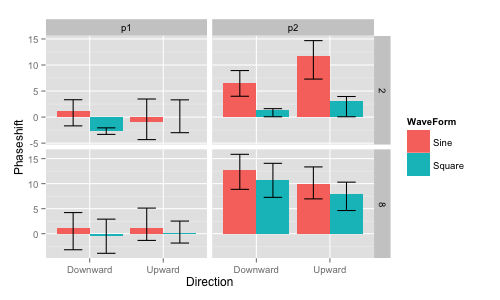 p1 p2
15
10
5
0
-5
2
15
10
5
0
8
Downward Upward Downward Upward
Direction
Phaseshift
WaveForm
Sine
Square